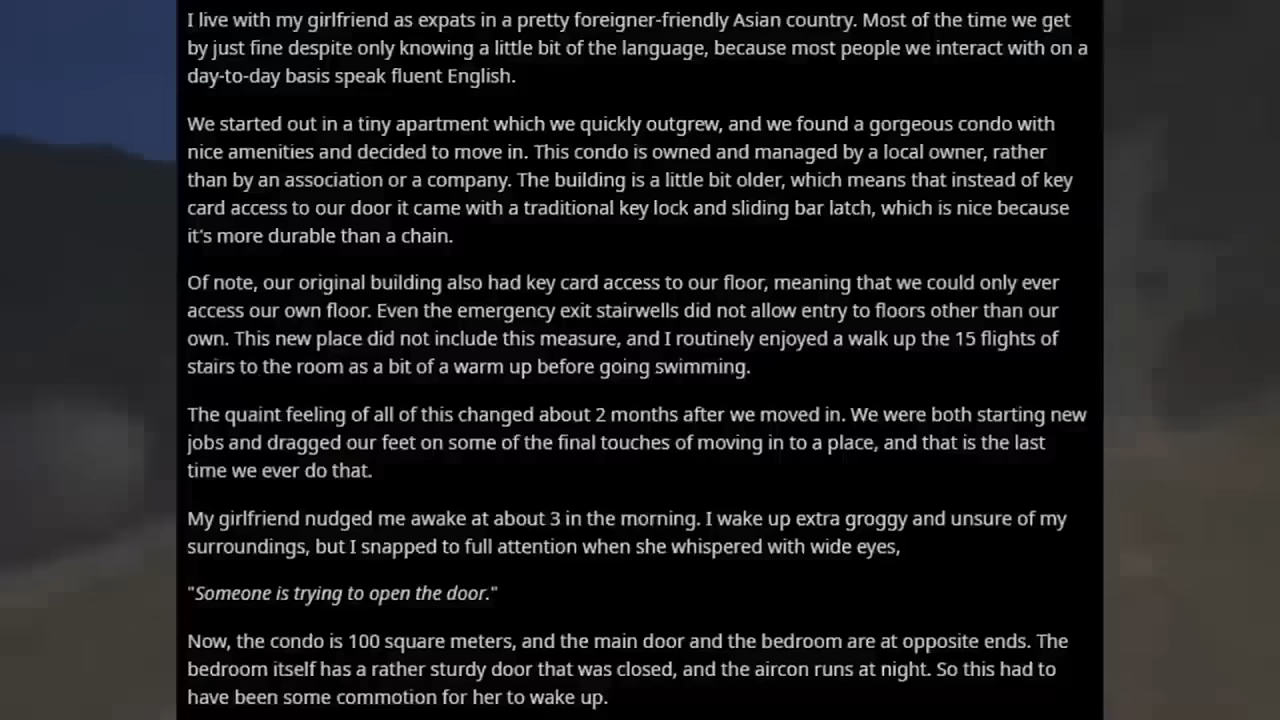 I live with my girlfriend as expats in a pretty foreigner-friendly Asian country. Most of the time we get
by just fine despite only knowing a little bit of the language, because most people we interact with on a
day-to-day basis speak fluent English.
We started out in a tiny apartment which we quickly outgrew, and we found a gorgeous condo with
nice amenities and decided to move in. This condo is owned and managed by a local owner, rather
than by an association or a company. The building is a little bit older, which means that instead of key
card access to our door it came with a traditional key lock and sliding bar latch, which is nice because
it's more durable than a chain.
Of note, our original building also had key card access to our floor, meaning that we could only ever
access our own floor. Even the emergency exit stairwells did not allow entry to floors other than our
own. This new place did not include this measure, and I routinely enjoyed a walk up the 15 flights of
stairs to the room as a bit of a warm up before going swimming.
The quaint feeling of all of this changed about 2 months after we moved in. We were both starting new
jobs and dragged our feet on some of the final touches of moving in to a place, and that is the last
time we ever do that.
My girlfriend nudged me awake at about 3 in the morning. I wake up extra groggy and unsure of my
surroundings, but I snapped to full attention when she whispered with wide eyes,
"Someone is trying to open the door."
Now, the condo is 100 square meters, and the main door and the bedroom are at opposite ends. The
bedroom itself has a rather sturdy door that was closed, and the aircon runs at night. So this had to
have been some commotion for her to wake up.